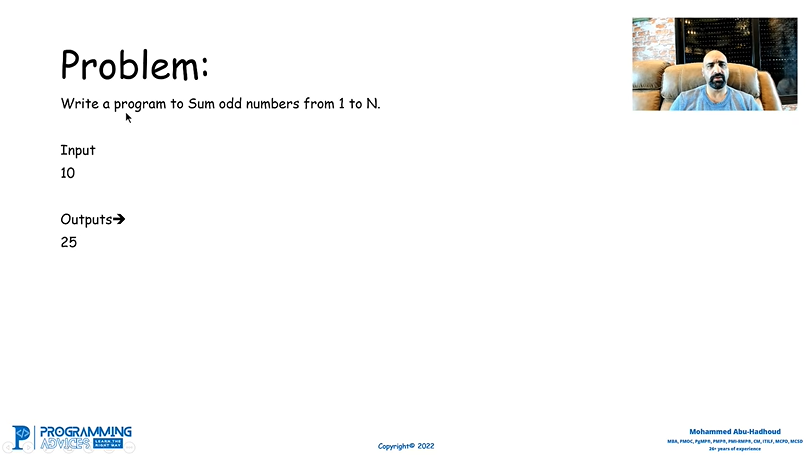 Problem:
Write a program to Sum odd numbers from 1 to N.
Input
10
Outputs➔
25
PROGRAMMING
ADVICES LEARN THE
RIGHT WAY
Copyright© 2022
Mohammed Abu-Hadhoud
MBA, PMOC, PgMP®, PMP®, PMI-RMP®, CM, ITILF, MCPD, MCSD
26+ years of experience